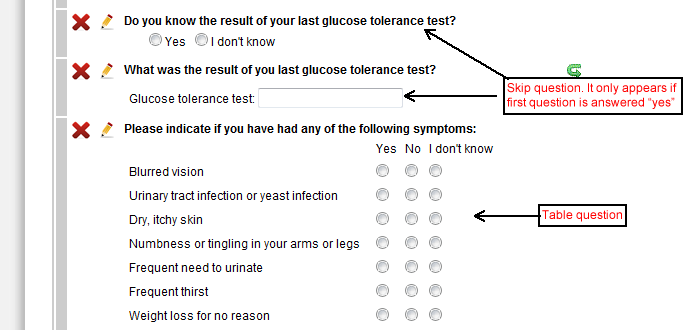 Do you know the result of your last glucose tolerance test?
Yes I don't know
What was the result of you last glucose tolerance test?
Skip question. It only appears if
first question is answered "yes"
Glucose tolerance test:
Please indicate if you have had any of the following symptoms:
Yes No I don't know
Blurred vision
Urinary tract infection or yeast infection
Dry, itchy skin
Table question
Numbness or tingling in your arms or legs
Frequent need to urinate
Frequent thirst
Weight loss for no reason